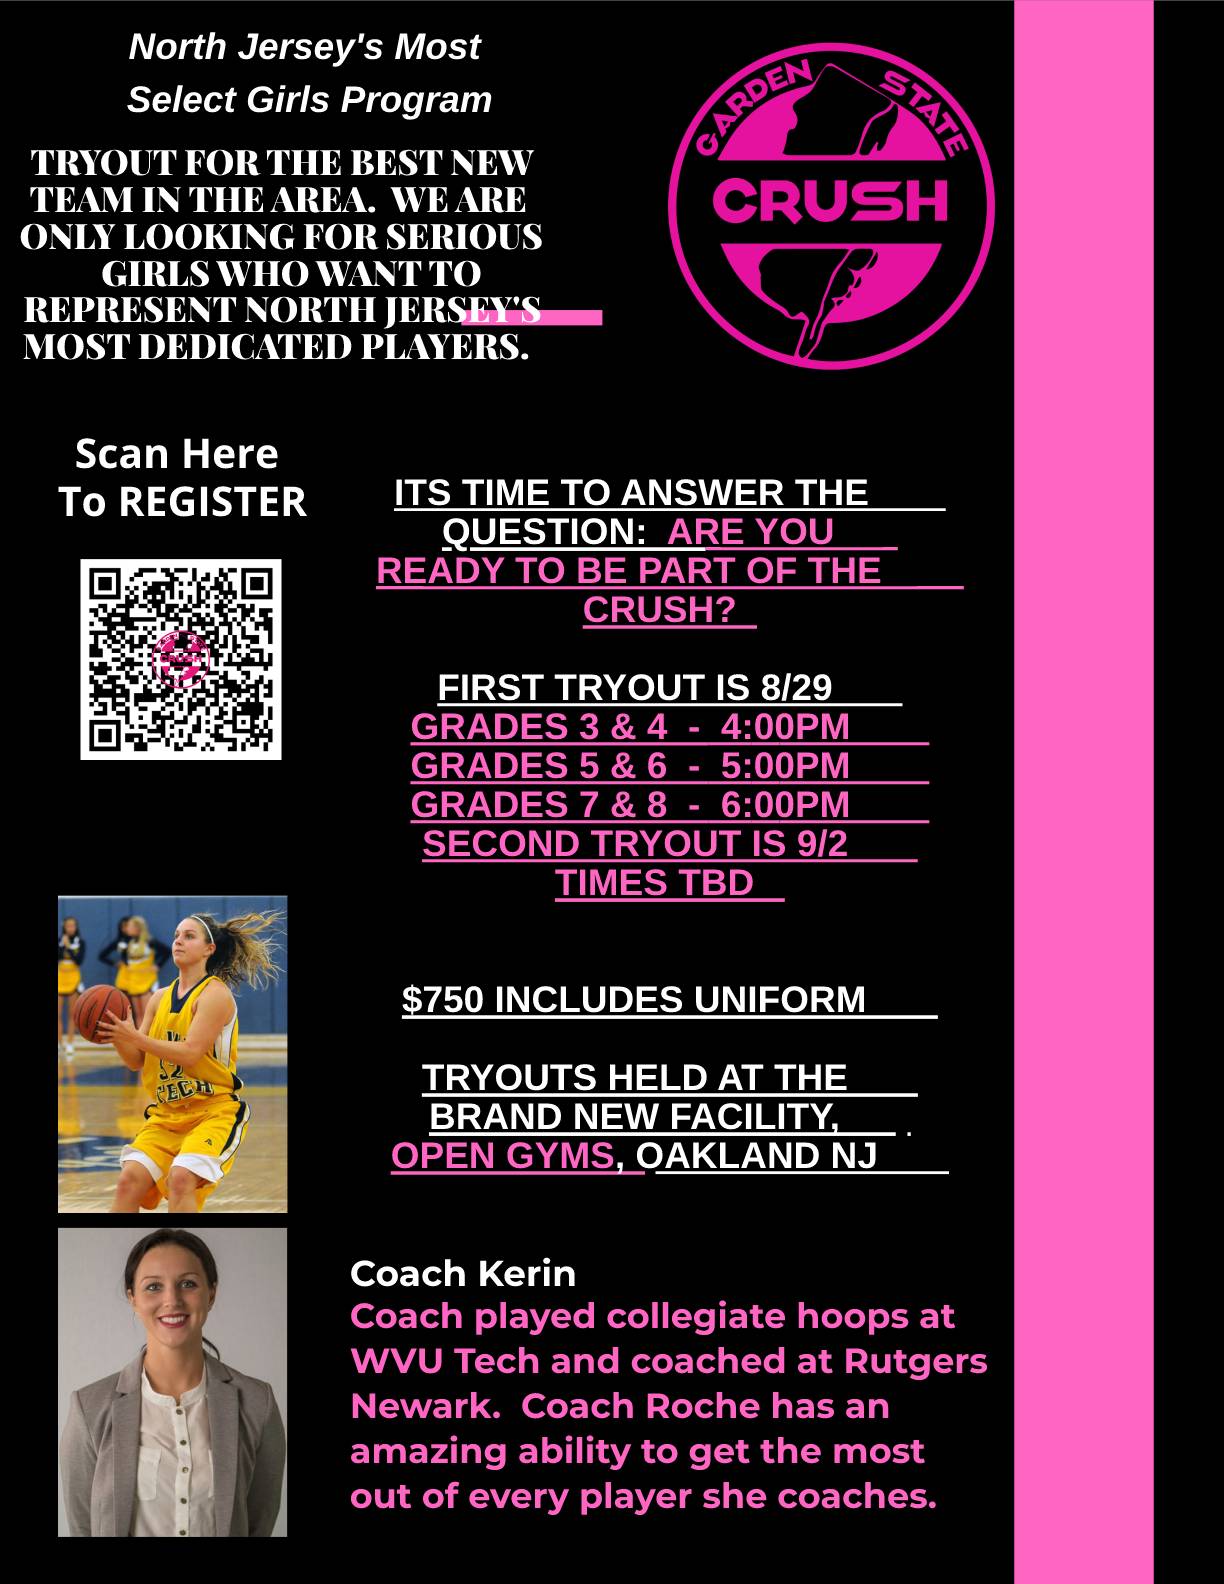 North Jersey's Most
Select Girls Program
TRYOUT FOR THE BEST NEW
TEAM IN THE AREA.  WE ARE
ONLY LOOKING FOR SERIOUS
GIRLS WHO WANT TO
REPRESENT NORTH JERSEY'S
MOST DEDICATED PLAYERS.
GARDEN STATE
CRUSH
Scan Here
To REGISTER
CRUSH
ITS TIME TO ANSWER THE
QUESTION:  ARE YOU
READY TO BE PART OF THE
CRUSH?
FIRST TRYOUT IS 8/29
GRADES 3 & 4  -  4:00PM
GRADES 5 & 6  -  5:00PM
GRADES 7 & 8  -  6:00PM
SECOND TRYOUT IS 9/2
TIMES TBD
$750 INCLUDES UNIFORM
TRYOUTS HELD AT THE
BRAND NEW FACILITY, .
OPEN GYMS, OAKLAND NJ
TECH
Coach Kerin
Coach played collegiate hoops at
WVU Tech and coached at Rutgers
Newark.  Coach Roche has an
amazing ability to get the most
out of every player she coaches.